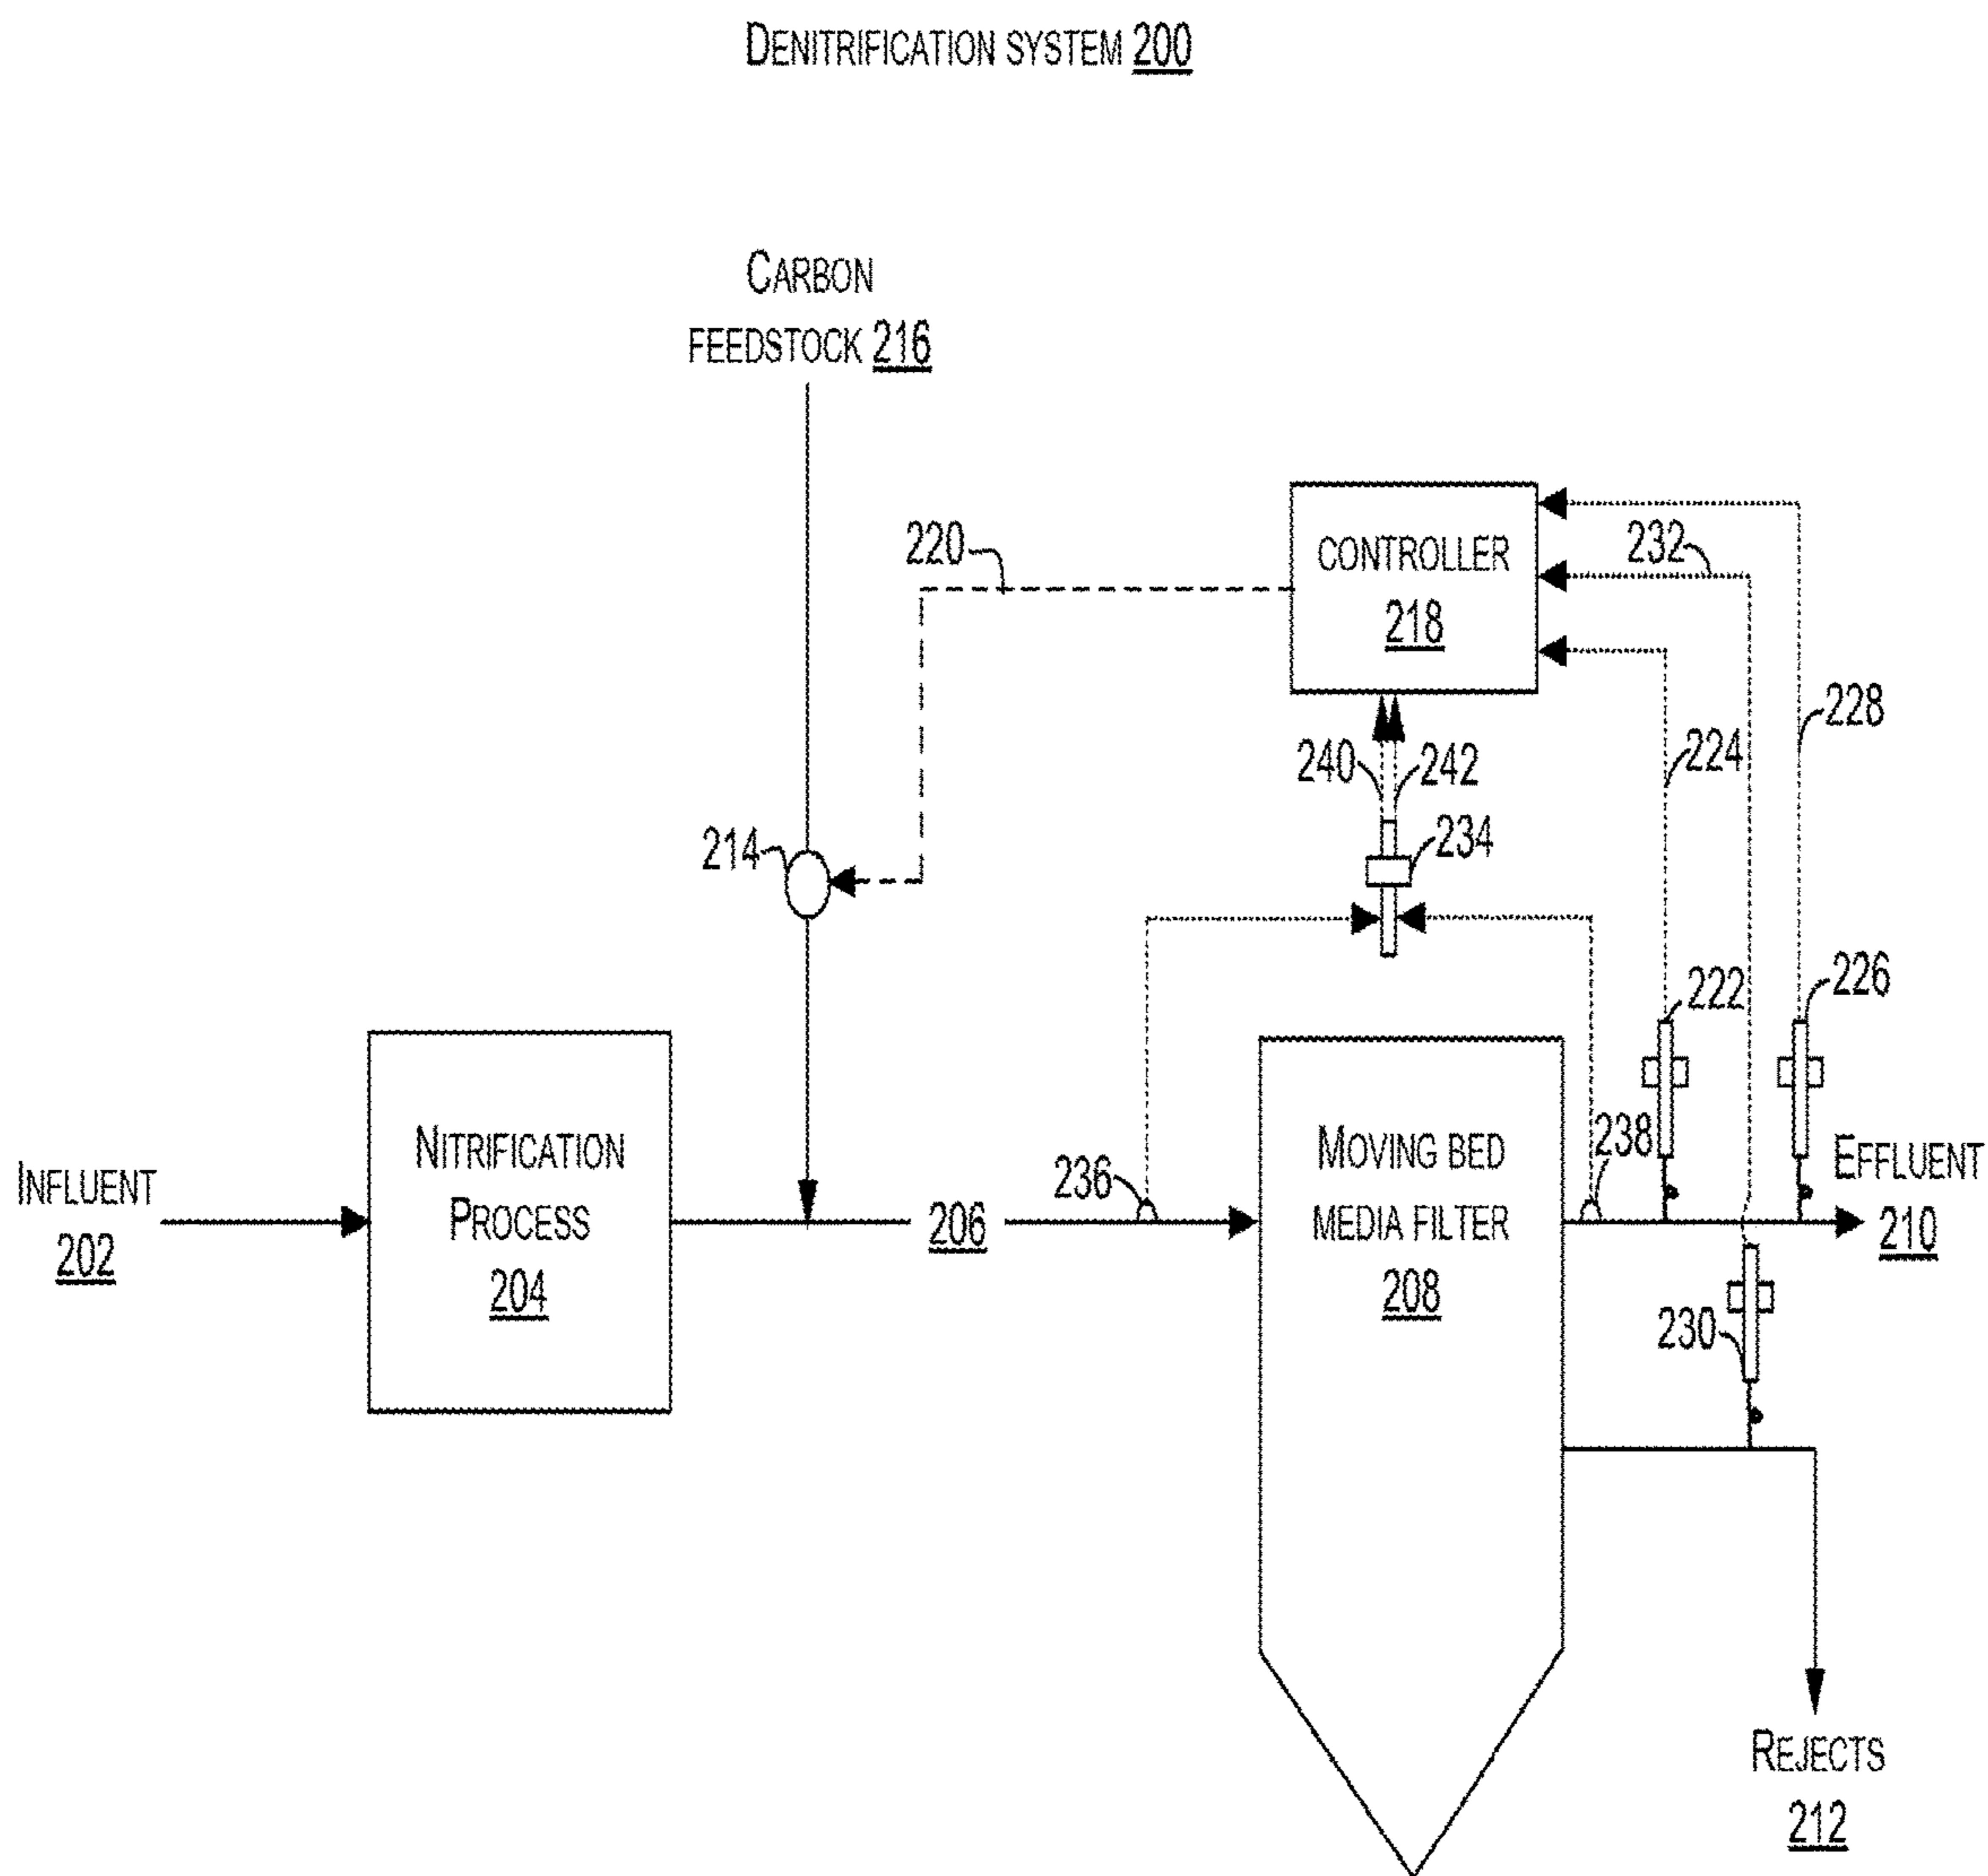 DENITRIFICATION SYSTEM 200
CARBON
FEEDSTOCK 216
220
CONTROLLER
218
232
228
224
240
242
214
234
222
226
INFLUENT
202
NITRIFICATION
PROCESS
204
206
236
MOVING BED
MEDIA FILTER
208
238
EFFLUENT
210
230
REJECTS
212